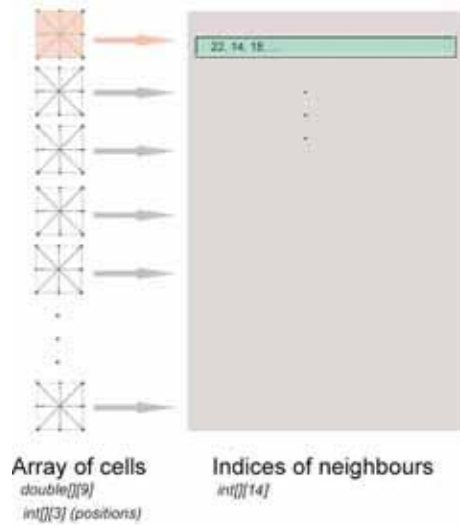 22, 14, 18, ...
Array of cells
double[][9]
int[][3] (positions)
Indices of neighbours
int[][14]